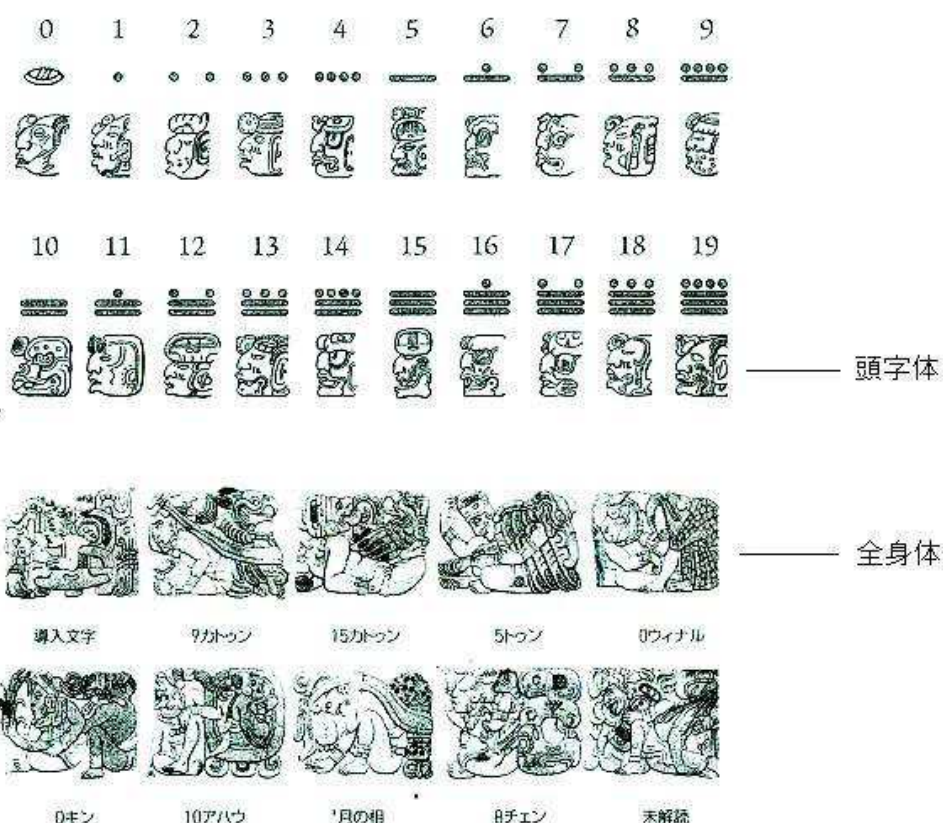 0 1 2 3 4 5 6 7 8 9
10 11 12 13 14 15 16 17 18 19
頭字体
全身体
導入文字 9カトゥン 15カトゥン 5トゥン 0ウィナル
0キン 10アハウ '月の相 8チェン 未解読